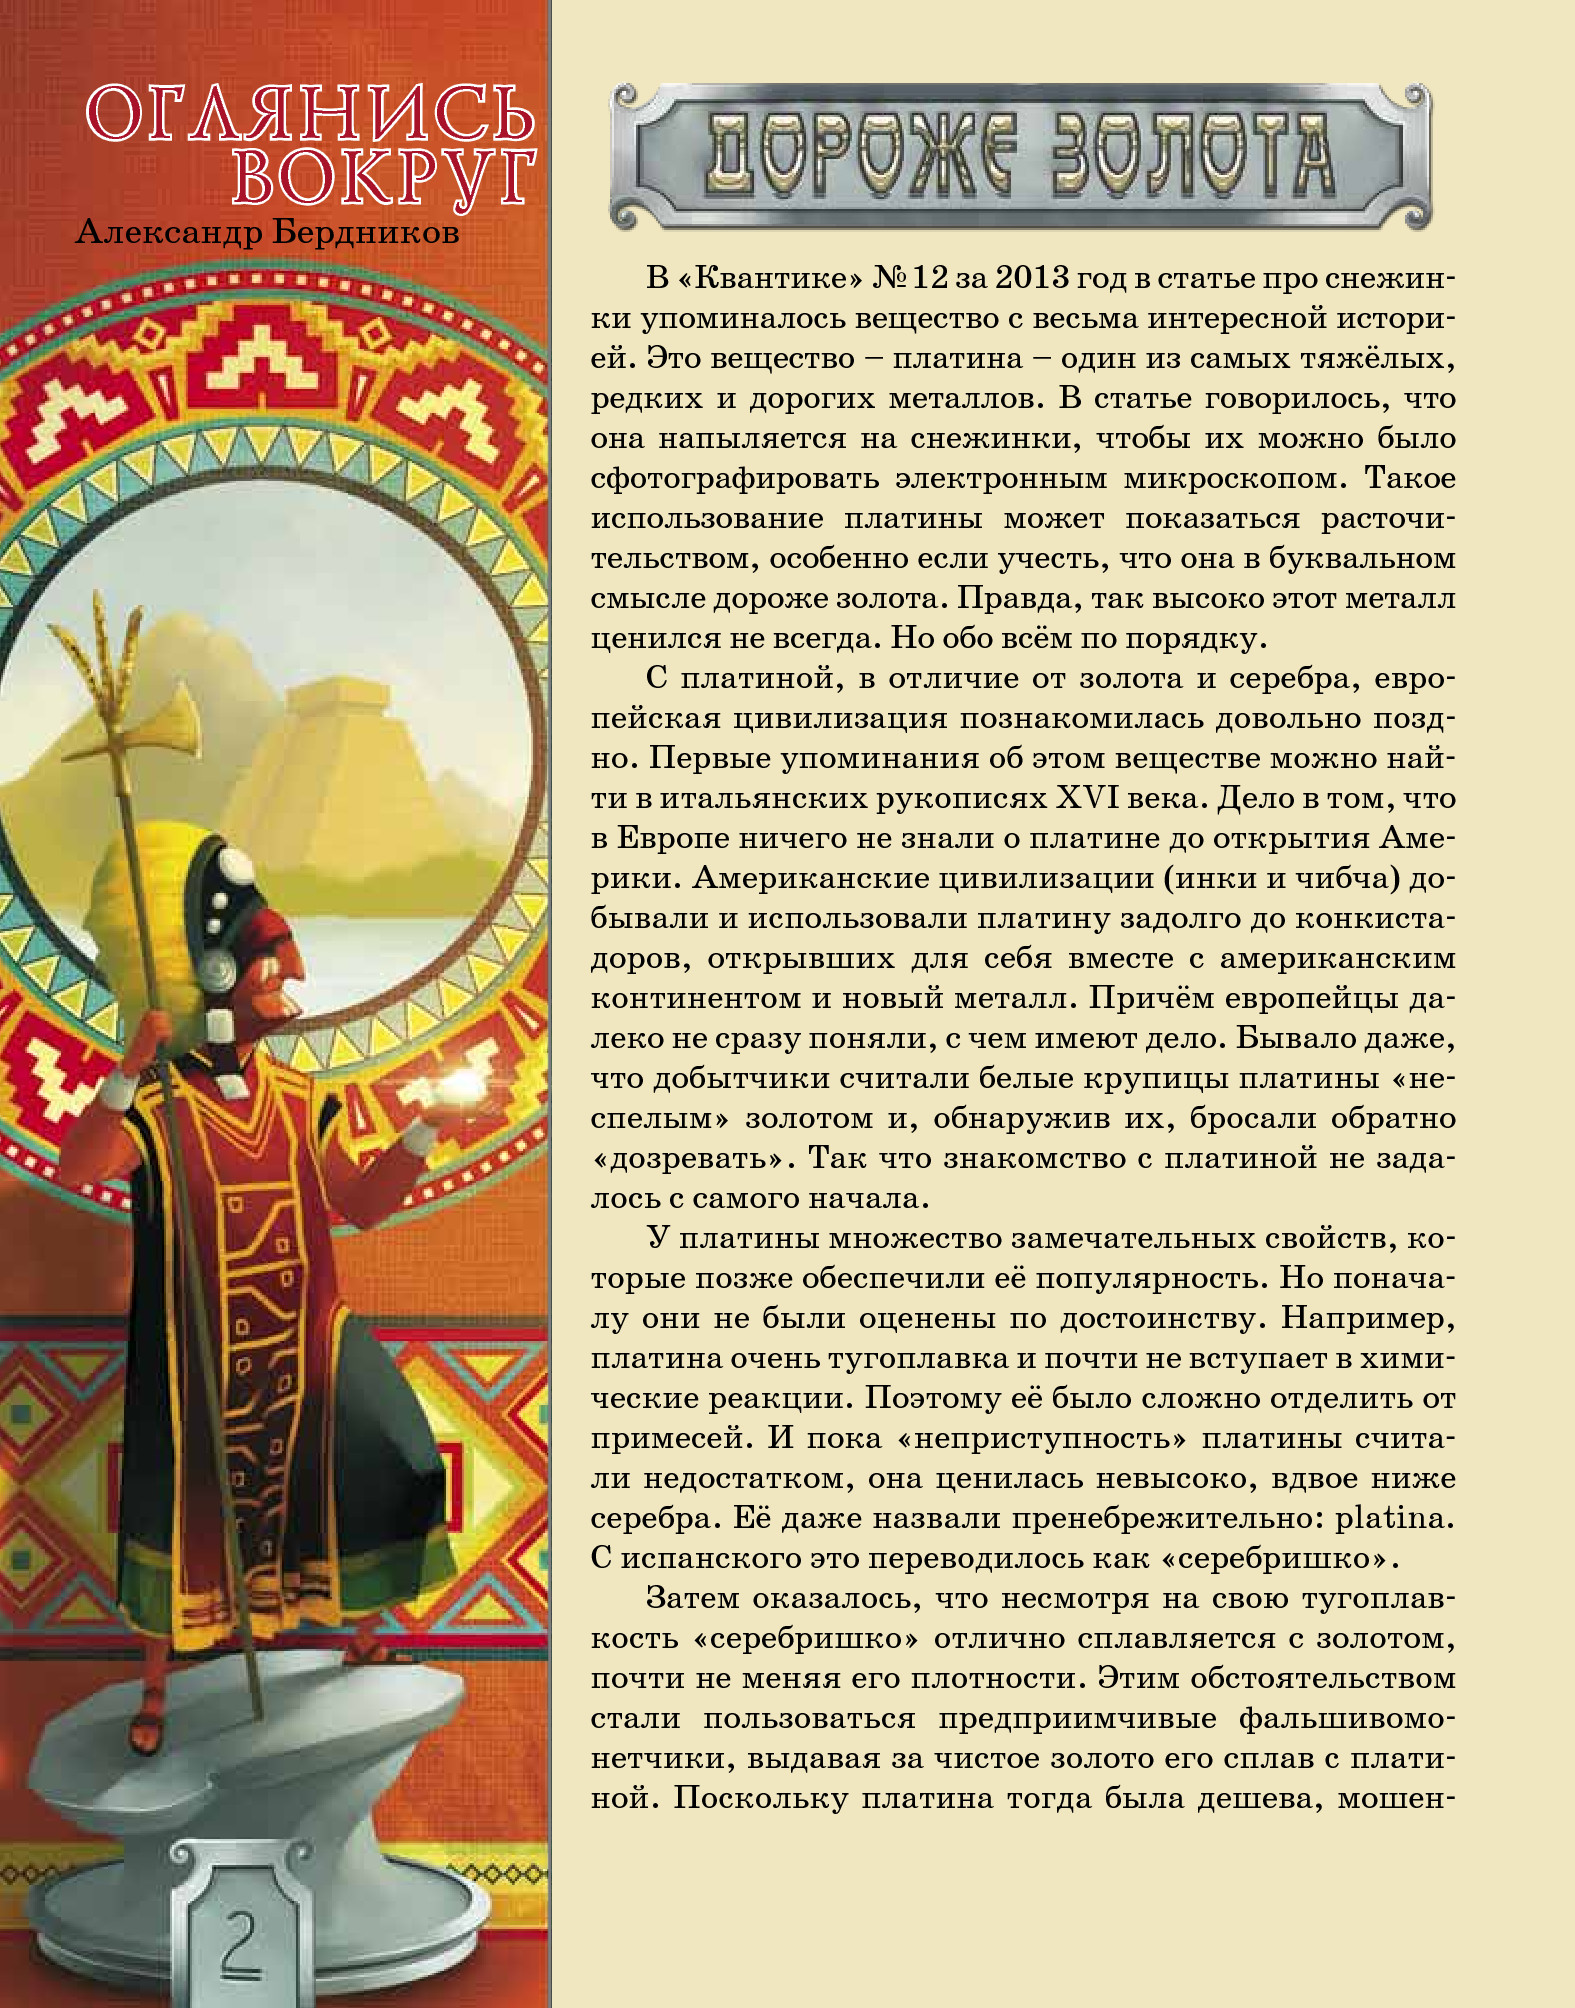 ОГЛЯНИСЬ
ВОКРУГ
Александр Бердников
ДОРОЖЕ ЗОЛОТА
В «Квантике» №12 за 2013 год в статье про снежин-
ки упоминалось вещество с весьма интересной истори-
ей. Это вещество – платина – один из самых тяжёлых,
редких и дорогих металлов. В статье говорилось, что
она напыляется на снежинки, чтобы их можно было
сфотографировать электронным микроскопом. Такое
использование платины может показаться расточи-
тельством, особенно если учесть, что она в буквальном
смысле дороже золота. Правда, так высоко этот металл
ценился не всегда. Но обо всём по порядку.
С платиной, в отличие от золота и серебра, евро-
пейская цивилизация познакомилась довольно позд-
но. Первые упоминания об этом веществе можно най-
ти в итальянских рукописях XVI века. Дело в том, что
в Европе ничего не знали о платине до открытия Аме-
рики. Американские цивилизации (инки и чибча) до-
бывали и использовали платину задолго до конкиста-
доров, открывших для себя вместе с американским
континентом и новый металл. Причём европейцы да-
леко не сразу поняли, с чем имеют дело. Бывало даже,
что добытчики считали белые крупицы платины «не-
спелым» золотом и, обнаружив их, бросали обратно
«дозревать». Так что знакомство с платиной не зада-
лось с самого начала.
У платины множество замечательных свойств, ко-
торые позже обеспечили её популярность. Но понача-
лу они не были оценены по достоинству. Например,
платина очень тугоплавка и почти не вступает в хими-
ческие реакции. Поэтому её было сложно отделить от
примесей. И пока «неприступность» платины счита-
ли недостатком, она ценилась невысоко, вдвое ниже
серебра. Её даже назвали пренебрежительно: platina.
С испанского это переводилось как «серебришко».
Затем оказалось, что несмотря на свою тугоплав-
кость «серебришко» отлично сплавляется с золотом,
почти не меняя его плотности. Этим обстоятельством
стали пользоваться предприимчивые фальшивомо-
нетчики, выдавая за чистое золото его сплав с плати-
ной. Поскольку платина тогда была дешева, мошен-
2